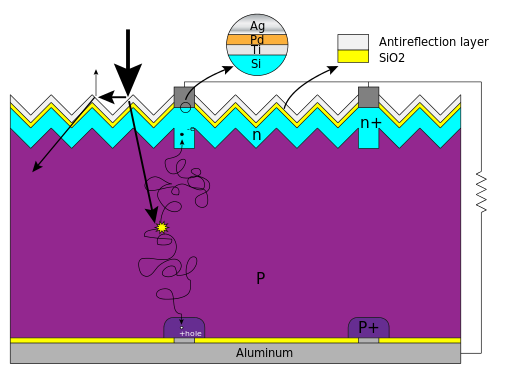 Ag
Pd
Ti
Si
Antireflection layer
SiO2
n+
n
P
P+
+hole
Aluminum